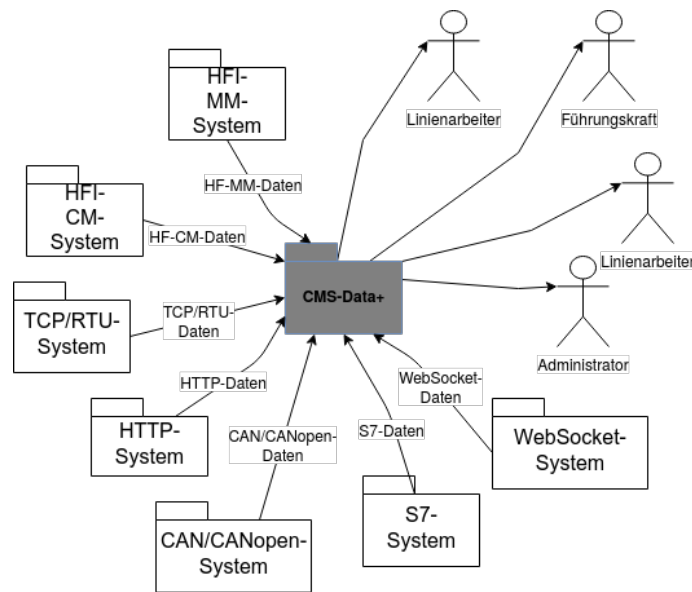 HFI-
MM-
System
Linienarbeiter
Führungskraft
HF-MM-Daten
HFI-
CM-
System
HF-CM-Daten
Linienarbeiter
CMS-Data+
TCP/RTU-
System
TCP/RTU-
Daten
Administrator
HTTP-Daten
WebSocket-
Daten
HTTP-
System
CAN/CANopen-
Daten
S7-Daten
WebSocket-
System
S7-
System
CAN/CANopen-
System